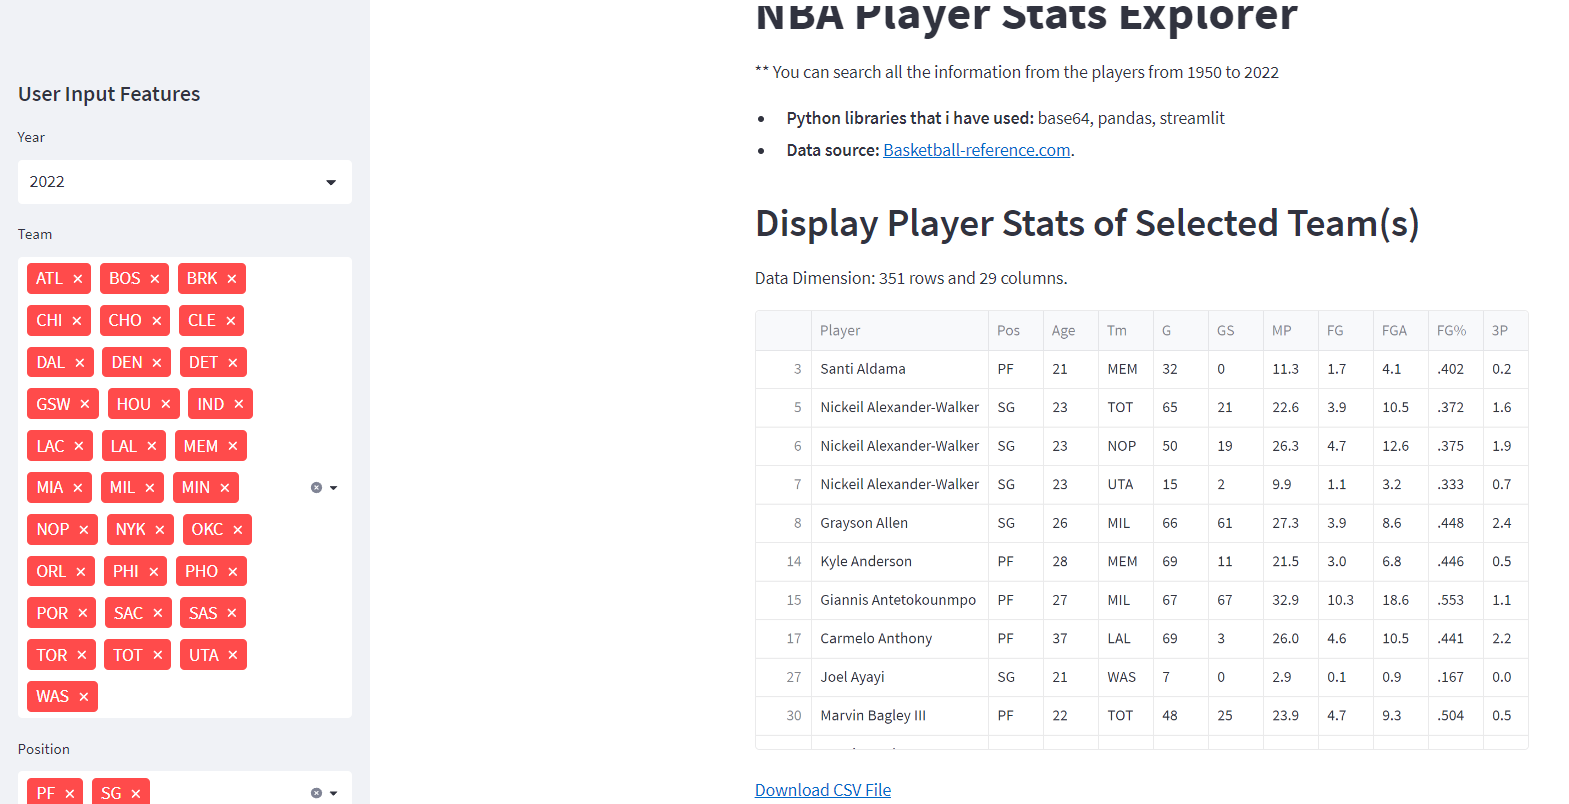 User Input Features
Year
2022
Team
ATL × BOS × BRK ×
CHI × CHO × CLE ×
DAL × DEN × DET ×
GSW × HOU × IND ×
LAC × LAL × MEM ×
MIA × MIL × MIN ×
NOP × NYK × OKC ×
ORL × PHI × PHO ×
POR × SAC × SAS ×
TOR × TOT × UTA ×
WAS ×
Position
PF × SG ×
NBA Player Stats Explorer
** You can search all the information from the players from 1950 to 2022
• Python libraries that i have used: base64, pandas, streamlit
• Data source: Basketball-reference.com.
Display Player Stats of Selected Team(s)
Data Dimension: 351 rows and 29 columns.
Player Pos Age Tm G GS MP FG FGA FG% 3P
3 Santi Aldama PF 21 MEM 32 0 11.3 1.7 4.1 .402 0.2
5 Nickeil Alexander-Walker SG 23 TOT 65 21 22.6 3.9 10.5 .372 1.6
6 Nickeil Alexander-Walker SG 23 NOP 50 19 26.3 4.7 12.6 .375 1.9
7 Nickeil Alexander-Walker SG 23 UTA 15 2 9.9 1.1 3.2 .333 0.7
8 Grayson Allen SG 26 MIL 66 61 27.3 3.9 8.6 .448 2.4
14 Kyle Anderson PF 28 MEM 69 11 21.5 3.0 6.8 .446 0.5
15 Giannis Antetokounmpo PF 27 MIL 67 67 32.9 10.3 18.6 .553 1.1
17 Carmelo Anthony PF 37 LAL 69 3 26.0 4.6 10.5 .441 2.2
27 Joel Ayayi SG 21 WAS 7 0 2.9 0.1 0.9 .167 0.0
30 Marvin Bagley III PF 22 TOT 48 25 23.9 4.7 9.3 .504 0.5
Download CSV File